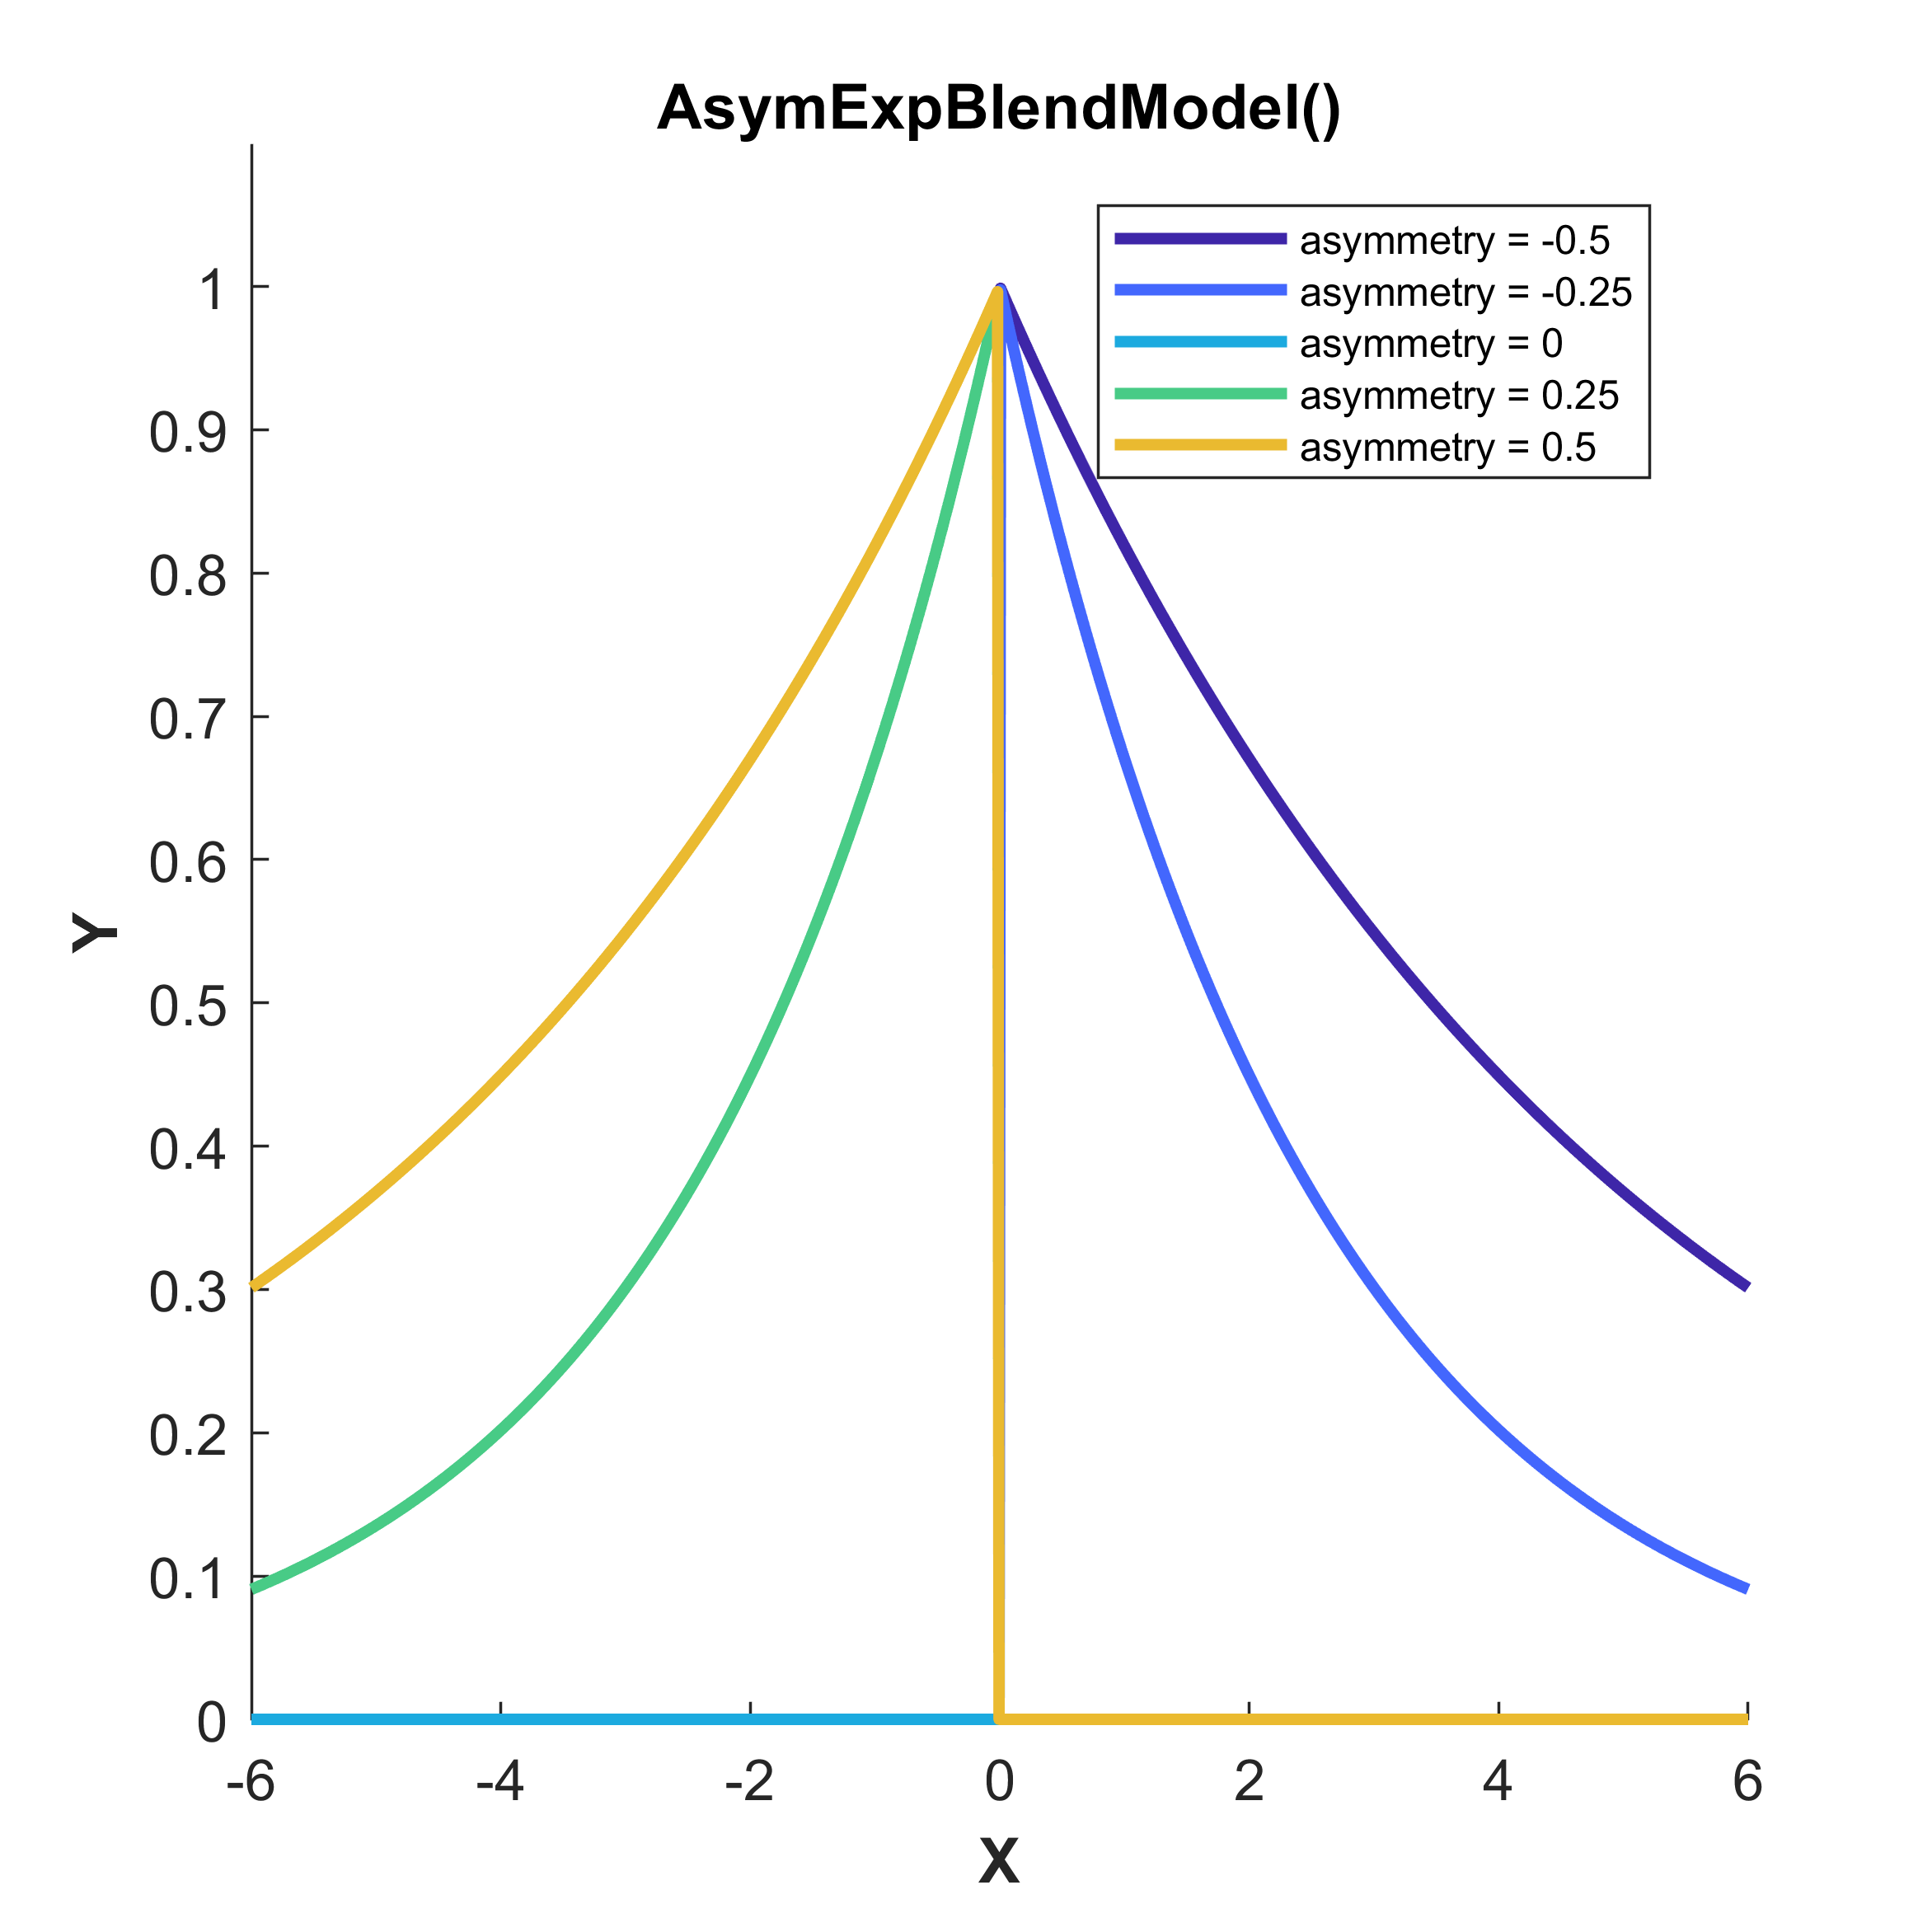 AsymExpBlendModel()
asymmetry = -0.5
asymmetry = -0.25
asymmetry = 0
asymmetry = 0.25
asymmetry = 0.5
1
0.9
0.8
0.7
0.6
Y
0.5
0.4
0.3
0.2
0.1
0
-6
-4
-2
0
2
4
6
X